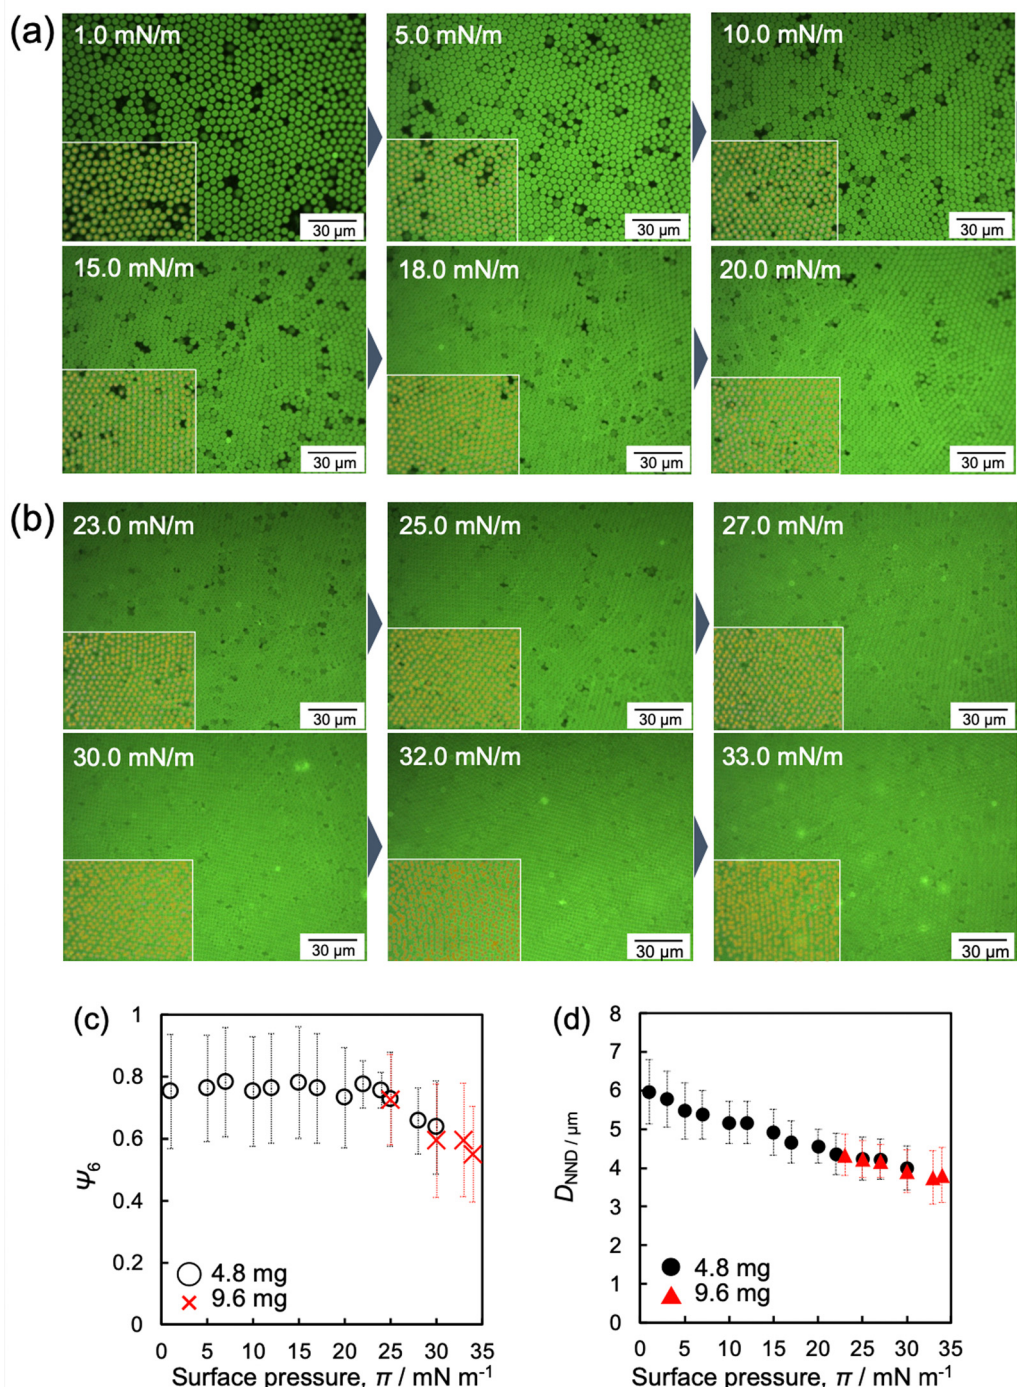 (a)
1.0 mN/m
5.0 mN/m
10.0 mN/m
30 µm
30 µm
30 µm
15.0 mN/m
18.0 mN/m
20.0 mN/m
30 µm
30 µm
30 µm
(b)
23.0 mN/m
25.0 mN/m
27.0 mN/m
30 µm
30 µm
30 µm
30.0 mN/m
32.0 mN/m
33.0 mN/m
30 µm
30 µm
30 µm
(c)
1
0.8
0.6
0.4
0.2
0
Ψ6
4.8 mg
9.6 mg
0 5 10 15 20 25 30 35
Surface pressure, π / mN m-1
(d)
8
7
6
5
4
3
2
1
0
DNND / µm
4.8 mg
9.6 mg
0 5 10 15 20 25 30 35
Surface pressure, π / mN m-1